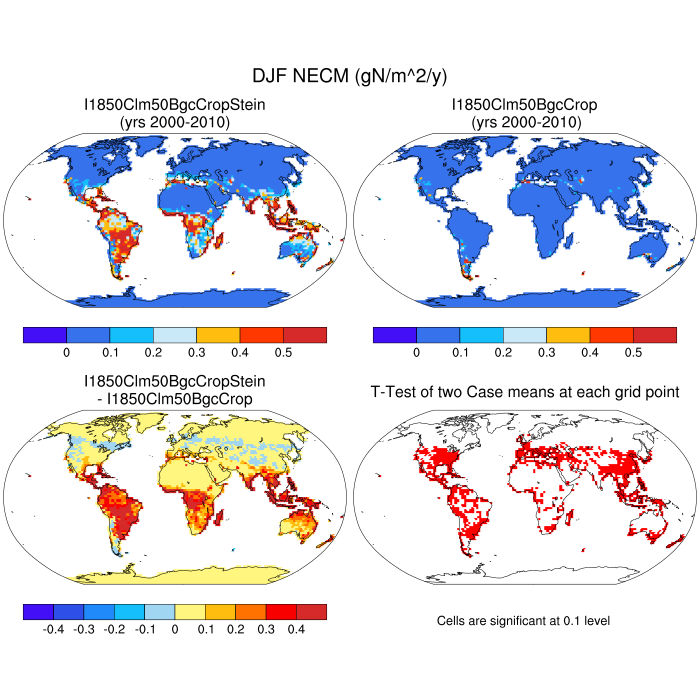 DJF NECM (gN/m^2/y)
I1850Clm50BgcCropStein
(yrs 2000-2010)
I1850Clm50BgcCrop
(yrs 2000-2010)
0 0.1 0.2 0.3 0.4 0.5
0 0.1 0.2 0.3 0.4 0.5
I1850Clm50BgcCropStein
- I1850Clm50BgcCrop
T-Test of two Case means at each grid point
-0.4 -0.3 -0.2 -0.1 0 0.1 0.2 0.3 0.4
Cells are significant at 0.1 level